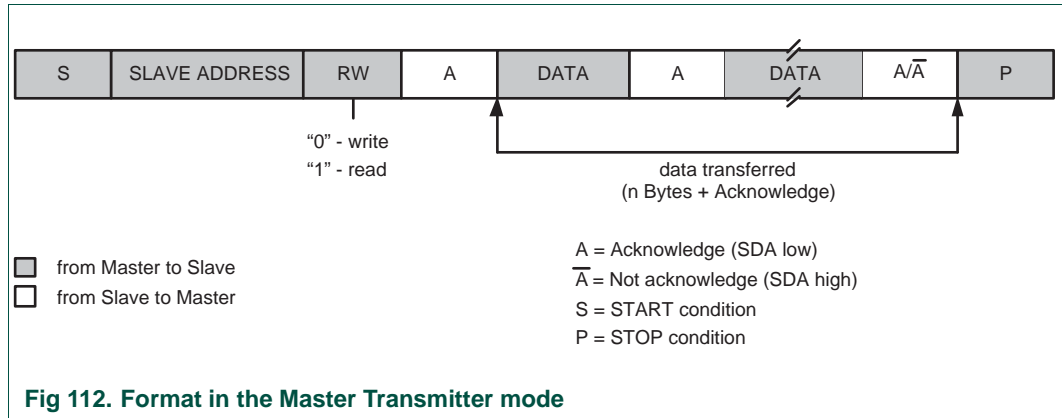 S SLAVE ADDRESS RW A DATA A DATA A/A̅ P
“0” - write
“1” - read
data transferred
(n Bytes + Acknowledge)
from Master to Slave
from Slave to Master
A = Acknowledge (SDA low)
A̅ = Not acknowledge (SDA high)
S = START condition
P = STOP condition
Fig 112. Format in the Master Transmitter mode